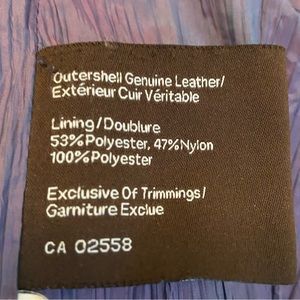 Outershell Genuine Leather/
Extérieur Cuir Véritable
Lining/Doublure
53%Polyester, 47%Nylon
100%Polyester
Exclusive Of Trimmings/
Garniture Exclue
CA 02558